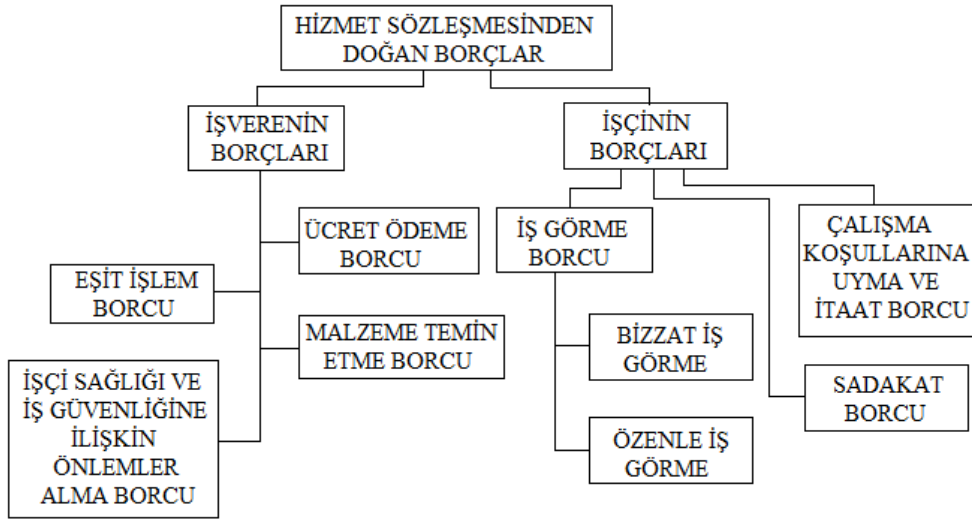 HİZMET SÖZLEŞMESİNDEN
DOĞAN BORÇLAR
İŞVERENİN
BORÇLARI
İŞÇİNİN
BORÇLARI
ÜCRET ÖDEME
BORCU
EŞİT İŞLEM
BORCU
MALZEME TEMİN
ETME BORCU
İŞÇİ SAĞLIĞI VE
İŞ GÜVENLİĞİNE
İLİŞKİN
ÖNLEMLER
ALMA BORCU
İŞ GÖRME
BORCU
BİZZAT İŞ
GÖRME
ÖZENLE İŞ
GÖRME
ÇALIŞMA
KOŞULLARINA
UYMA VE
İTAAT BORCU
SADAKAT
BORCU